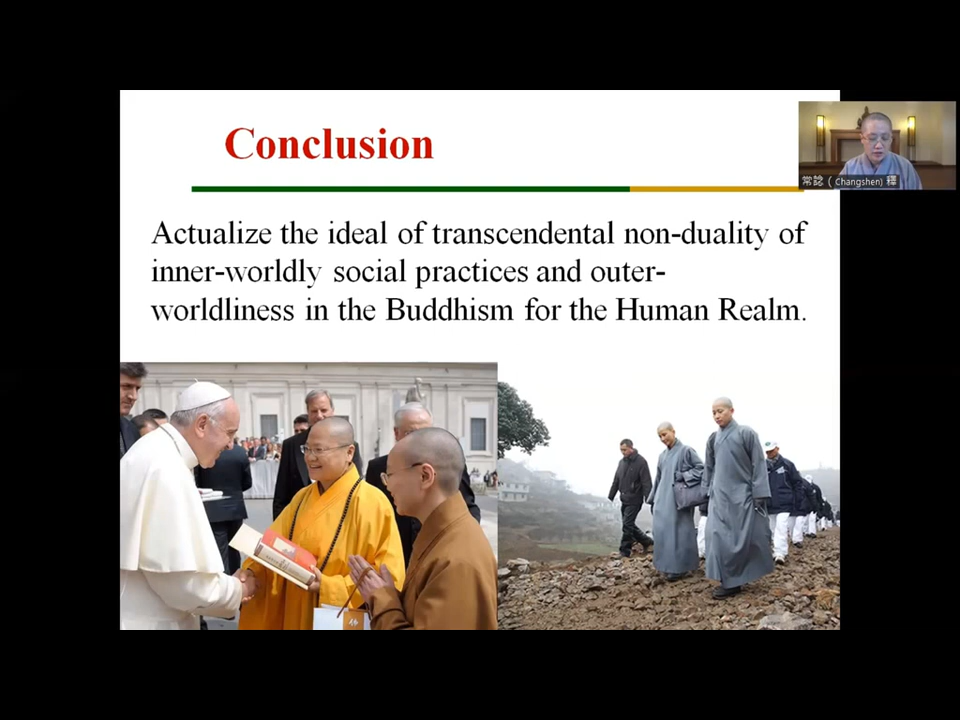 Conclusion
Actualize the ideal of transcendental non-duality of
inner-worldly social practices and outer-
worldliness in the Buddhism for the Human Realm.
常諗 ( Changshen) 釋